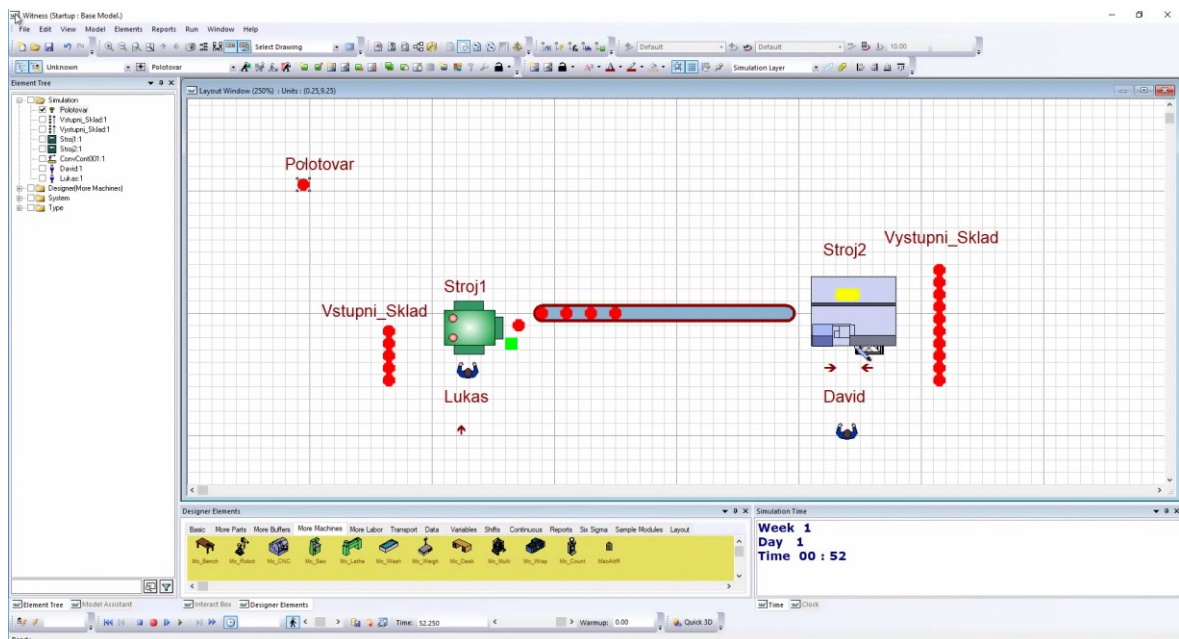 Witness (Startup : Base Model.)
File Edit View Model Elements Reports Run Window Help
Select Drawing Default Default 10.00
Unknown Polotovar Simulation Layer
Element Tree
Layout Window (250%) : Units : (0.25,9.25)
Simulation
Polotovar
Vstupni_Sklad:1
Vystupni_Sklad:1
Stroj1:1
Stroj2:1
ConvCont001:1
David:1
Lukas:1
Designer(More Machines)
System
Type
Polotovar
Vystupni_Sklad
Stroj2
Stroj1
Vstupni_Sklad
Lukas
David
Designer Elements
Simulation Time
Basic More Parts More Buffers More Machines More Labor Transport Data Variables Shifts Continuous Reports Six Sigma Sample Modules Layout
Mc_Bench Mc_Robot Mc_CNC Mc_Saw Mc_Lathe Mc_Wash Mc_Weigh Mc_Desk Mc_Multi Mc_Wrap Mc_Count
Week 1
Day 1
Time 00 : 52
Element Tree Model Assistant
Interact Box Designer Elements
Time Clock
Time: 52.250 Warmup: 0.00 Quick 3D